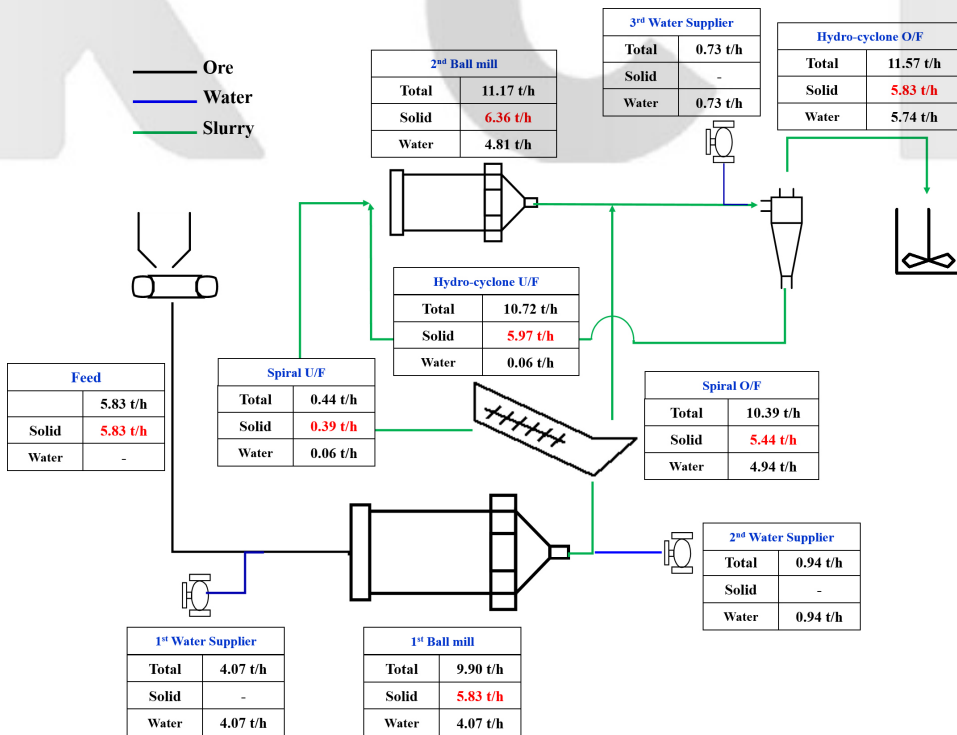 Ore
Water
Slurry
2nd Ball mill
Total 11.17 t/h
Solid 6.36 t/h
Water 4.81 t/h
3rd Water Supplier
Total 0.73 t/h
Solid -
Water 0.73 t/h
Hydro-cyclone O/F
Total 11.57 t/h
Solid 5.83 t/h
Water 5.74 t/h
Hydro-cyclone U/F
Total 10.72 t/h
Solid 5.97 t/h
Water 0.06 t/h
Feed
5.83 t/h
Solid 5.83 t/h
Water -
Spiral U/F
Total 0.44 t/h
Solid 0.39 t/h
Water 0.06 t/h
Spiral O/F
Total 10.39 t/h
Solid 5.44 t/h
Water 4.94 t/h
2nd Water Supplier
Total 0.94 t/h
Solid -
Water 0.94 t/h
1st Water Supplier
Total 4.07 t/h
Solid -
Water 4.07 t/h
1st Ball mill
Total 9.90 t/h
Solid 5.83 t/h
Water 4.07 t/h